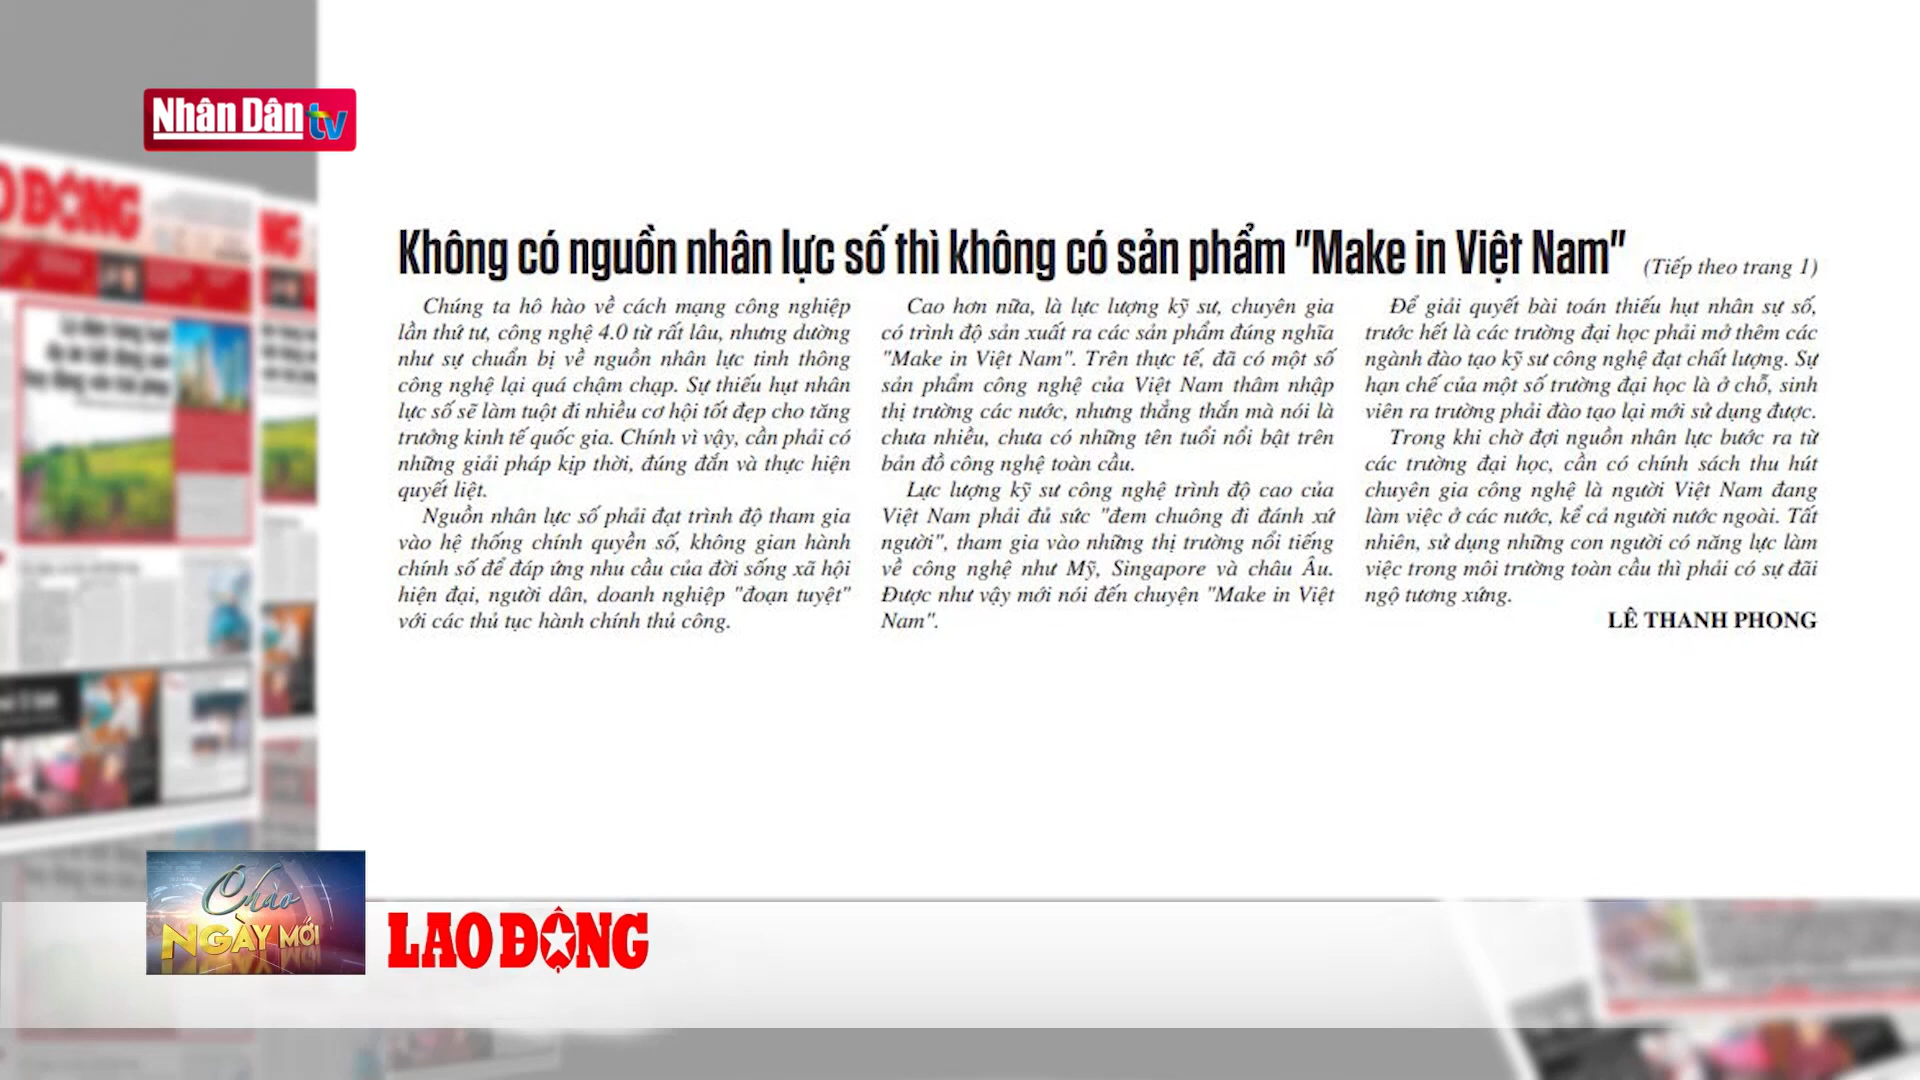 Nhân Dân tv
LAO ĐỘNG
Không có nguồn nhân lực số thì không có sản phẩm "Make in Việt Nam" (Tiếp theo trang 1)
Chúng ta hô hào về cách mạng công nghiệp
lần thứ tư, công nghệ 4.0 từ rất lâu, nhưng dường
như sự chuẩn bị về nguồn nhân lực tinh thông
công nghệ lại quá chậm chạp. Sự thiếu hụt nhân
lực số sẽ làm tuột đi nhiều cơ hội tốt đẹp cho tăng
trưởng kinh tế quốc gia. Chính vì vậy, cần phải có
những giải pháp kịp thời, đúng đắn và thực hiện
quyết liệt.
Nguồn nhân lực số phải đạt trình độ tham gia
vào hệ thống chính quyền số, không gian hành
chính số để đáp ứng nhu cầu của đời sống xã hội
hiện đại, người dân, doanh nghiệp "đoạn tuyệt"
với các thủ tục hành chính thủ công.
Cao hơn nữa, là lực lượng kỹ sư, chuyên gia
có trình độ sản xuất ra các sản phẩm đúng nghĩa
"Make in Việt Nam". Trên thực tế, đã có một số
sản phẩm công nghệ của Việt Nam thâm nhập
thị trường các nước, nhưng thẳng thắn mà nói là
chưa nhiều, chưa có những tên tuổi nổi bật trên
bản đồ công nghệ toàn cầu.
Lực lượng kỹ sư công nghệ trình độ cao của
Việt Nam phải đủ sức "đem chuông đi đánh xứ
người", tham gia vào những thị trường nổi tiếng
về công nghệ như Mỹ, Singapore và châu Âu.
Được như vậy mới nói đến chuyện "Make in Việt
Nam".
Để giải quyết bài toán thiếu hụt nhân sự số,
trước hết là các trường đại học phải mở thêm các
ngành đào tạo kỹ sư công nghệ đạt chất lượng. Sự
hạn chế của một số trường đại học là ở chỗ, sinh
viên ra trường phải đào tạo lại mới sử dụng được.
Trong khi chờ đợi nguồn nhân lực bước ra từ
các trường đại học, cần có chính sách thu hút
chuyên gia công nghệ là người Việt Nam đang
làm việc ở các nước, kể cả người nước ngoài. Tất
nhiên, sử dụng những con người có năng lực làm
việc trong môi trường toàn cầu thì phải có sự đãi
ngộ tương xứng.
LÊ THANH PHONG
Chào
NGÀY MỚI
LAO ĐỘNG